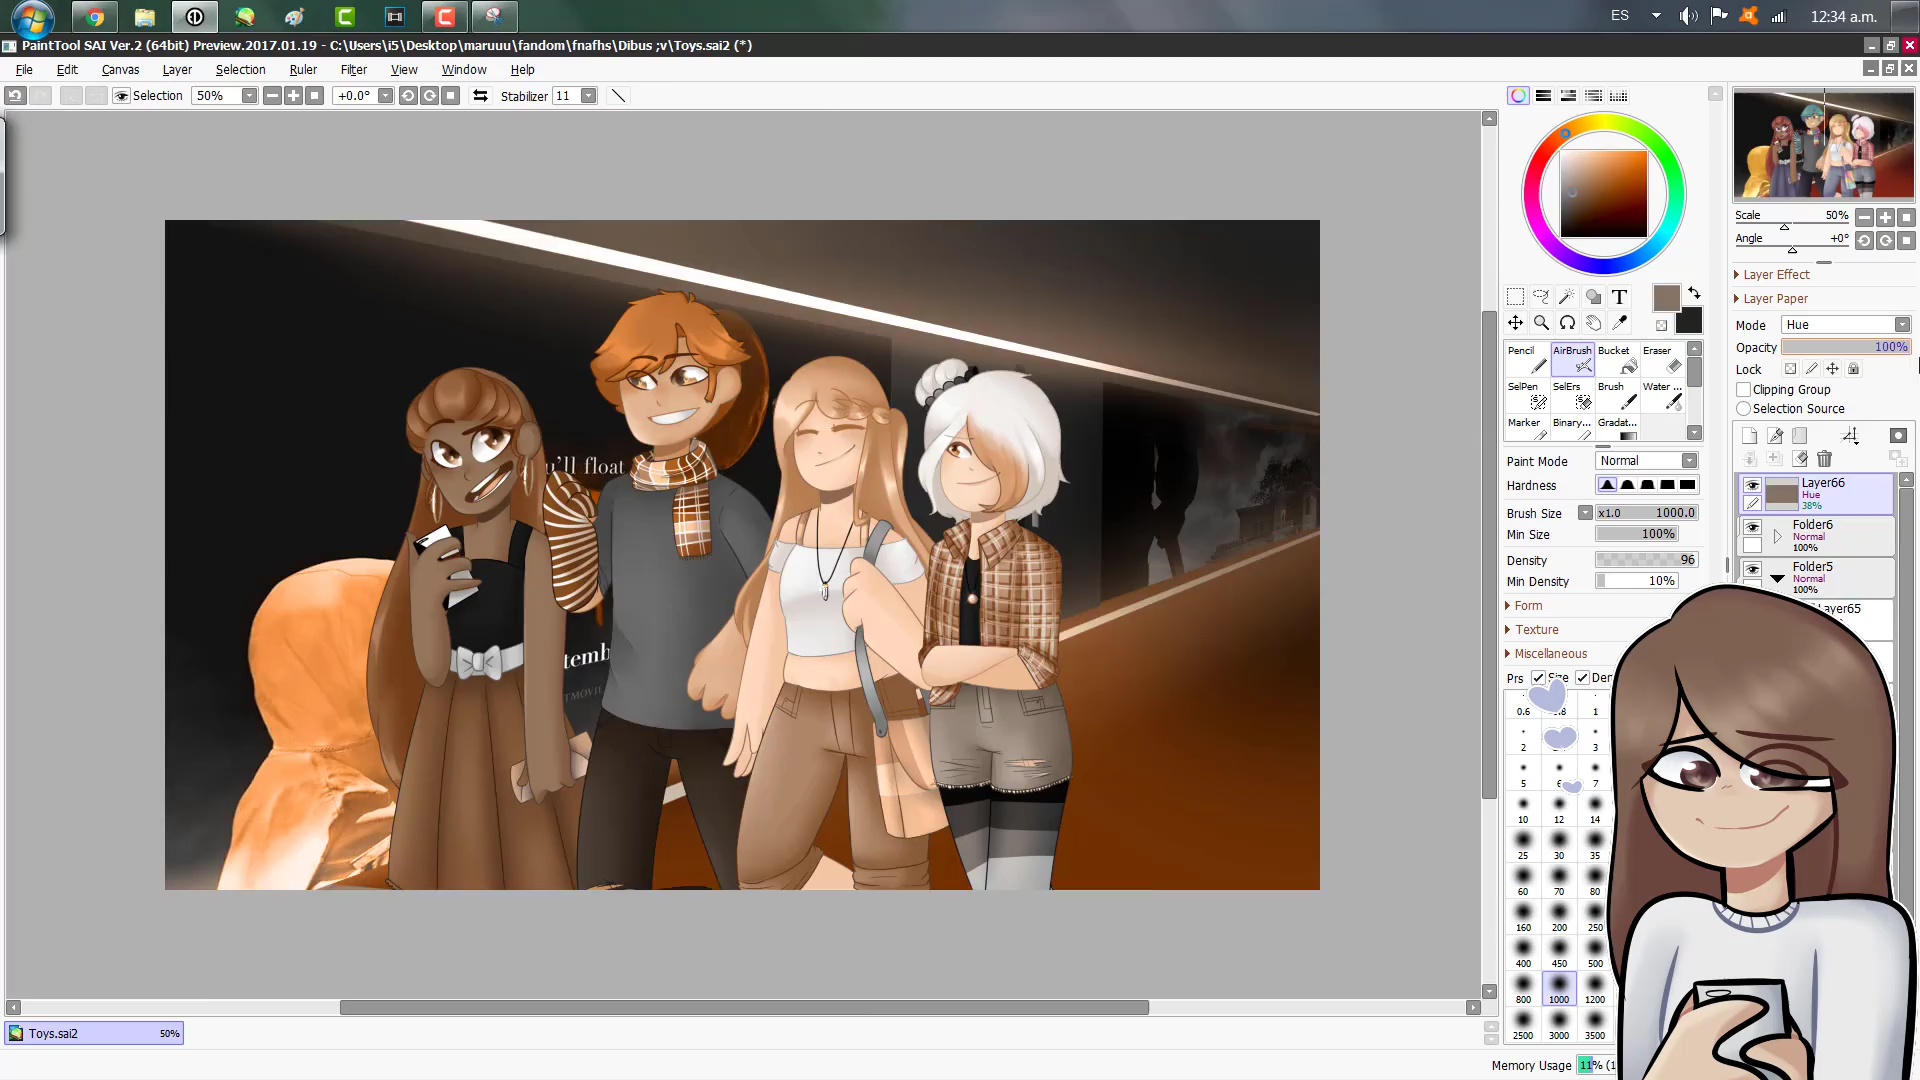 ES
12:34 a.m.
PaintTool SAI Ver.2 (64bit) Preview.2017.01.19 - C:\Users\i5\Desktop\maruuu\fandom\fnafhs\Dibus ;v\Toys.sai2 (*)
File Edit Canvas Layer Selection Ruler Filter View Window Help
Selection 50% +0.0° Stabilizer 11
Scale 50%
Angle +0°
Layer Effect
Layer Paper
Mode Hue
Opacity 100%
Lock
Clipping Group
Selection Source
T
Pencil AirBrush Bucket Eraser
SelPen SelErs Brush Water ...
Marker Binary... Gradat...
Paint Mode Normal
Hardness
Brush Size x1.0 1000.0
Min Size 100%
Density 96
Min Density 10%
Form
Texture
Miscellaneous
Prs Size Den
0.6 1
2 3
5 6 7
10 12 14
25 30 35
60 70 80
160 200 250
400 450 500
800 1000 1200
2500 3000 3500
Layer66
Hue
38%
Folder6
Normal
100%
Folder5
Normal
100%
Layer65
u'll float
temb
Toys.sai2 50%
Memory Usage 11% (1